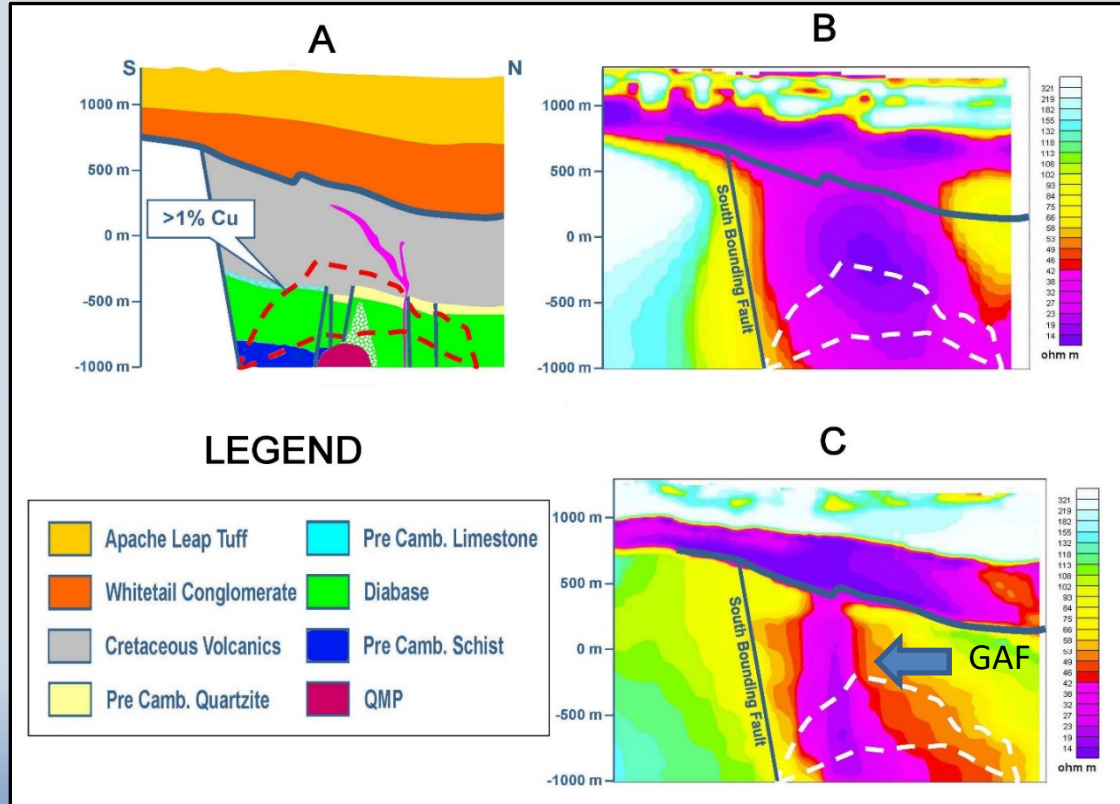 A
S
N
1000 m
500 m
0 m
-500 m
-1000 m
>1% Cu
B
1000 m
500 m
0 m
-500 m
-1000 m
South Bounding Fault
321
219
182
155
132
118
113
108
102
93
84
75
66
58
53
49
46
42
38
32
27
23
19
14
ohm m
LEGEND
Apache Leap Tuff
Whitetail Conglomerate
Cretaceous Volcanics
Pre Camb. Quartzite
Pre Camb. Limestone
Diabase
Pre Camb. Schist
QMP
C
1000 m
500 m
0 m
-500 m
-1000 m
South Bounding Fault
GAF
321
219
182
155
132
118
113
108
102
93
84
75
66
58
53
49
46
42
38
32
27
23
19
14
ohm m